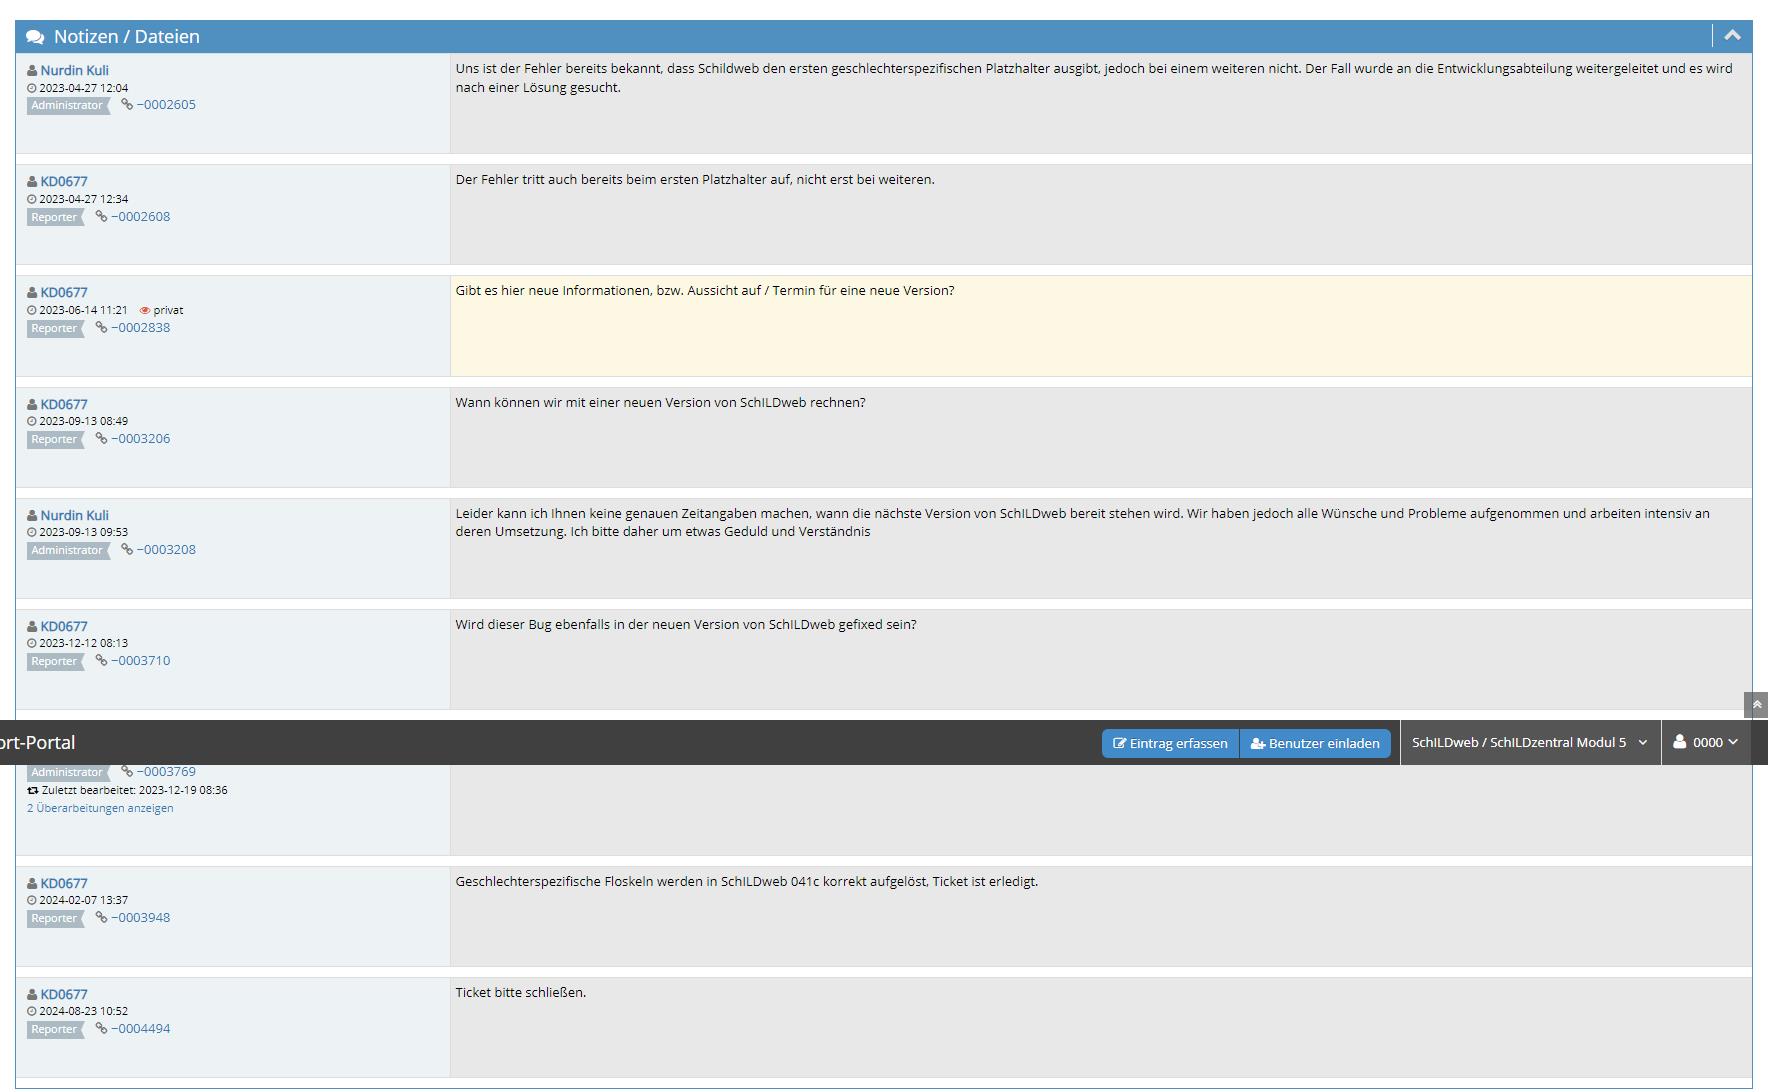 Notizen / Dateien
Nurdin Kuli
2023-04-27 12:04
Administrator ~0002605
Uns ist der Fehler bereits bekannt, dass Schildweb den ersten geschlechterspezifischen Platzhalter ausgibt, jedoch bei einem weiteren nicht. Der Fall wurde an die Entwicklungsabteilung weitergeleitet und es wird
nach einer Lösung gesucht.
KD0677
2023-04-27 12:34
Reporter ~0002608
Der Fehler tritt auch bereits beim ersten Platzhalter auf, nicht erst bei weiteren.
KD0677
2023-06-14 11:21 privat
Reporter ~0002838
Gibt es hier neue Informationen, bzw. Aussicht auf / Termin für eine neue Version?
KD0677
2023-09-13 08:49
Reporter ~0003206
Wann können wir mit einer neuen Version von SchILDweb rechnen?
Nurdin Kuli
2023-09-13 09:53
Administrator ~0003208
Leider kann ich Ihnen keine genauen Zeitangaben machen, wann die nächste Version von SchILDweb bereit stehen wird. Wir haben jedoch alle Wünsche und Probleme aufgenommen und arbeiten intensiv an
deren Umsetzung. Ich bitte daher um etwas Geduld und Verständnis
KD0677
2023-12-12 08:13
Reporter ~0003710
Wird dieser Bug ebenfalls in der neuen Version von SchILDweb gefixed sein?
ort-Portal
Eintrag erfassen
Benutzer einladen
SchILDweb / SchILDzentral Modul 5
0000
Administrator ~0003769
Zuletzt bearbeitet: 2023-12-19 08:36
2 Überarbeitungen anzeigen
KD0677
2024-02-07 13:37
Reporter ~0003948
Geschlechterspezifische Floskeln werden in SchILDweb 041c korrekt aufgelöst, Ticket ist erledigt.
KD0677
2024-08-23 10:52
Reporter ~0004494
Ticket bitte schließen.